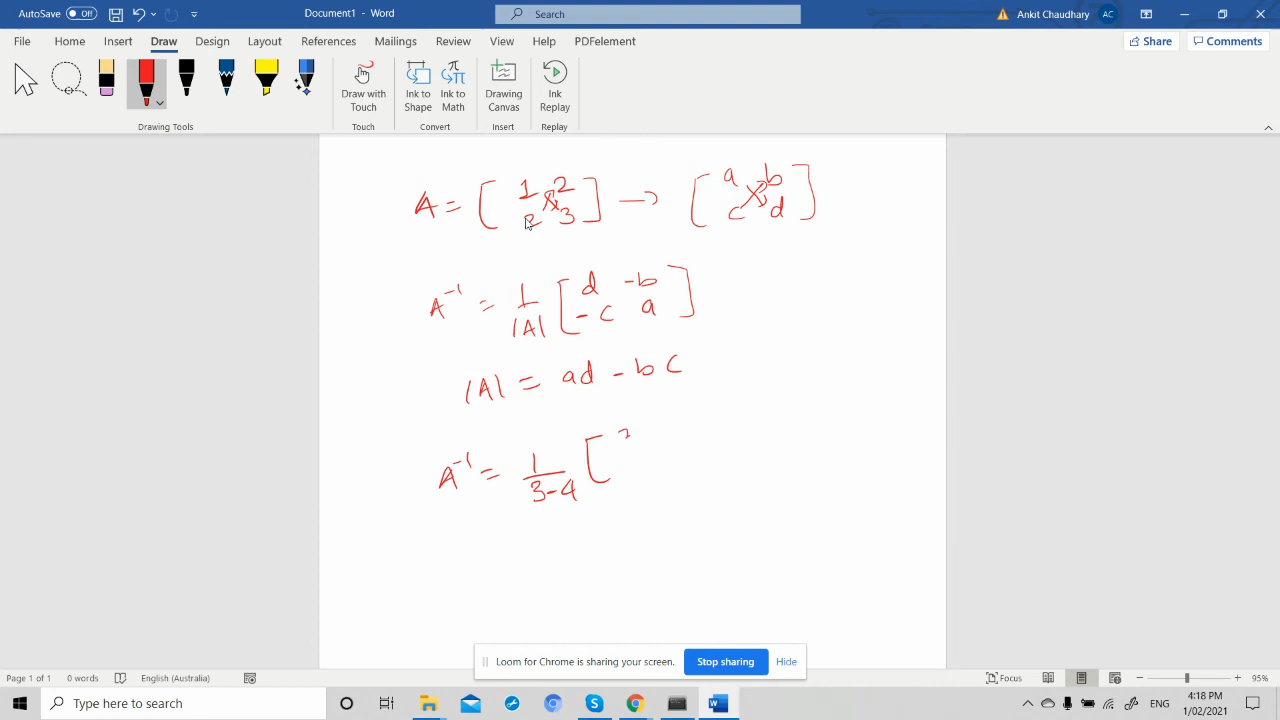 AutoSave Off Document1 - Word Search Ankit Chaudhary AC
File Home Insert Draw Design Layout References Mailings Review View Help PDFelement Share Comments
Draw with Touch
Ink to Shape
Ink to Math
Drawing Canvas
Ink Replay
Drawing Tools Touch Convert Insert Replay
A = [ 1 2
2 3 ] → [ a b
c d ]
A⁻¹ = 1/|A| [ d -b
-c a ]
|A| = ad - bc
A⁻¹ = 1/(3-4) [
Loom for Chrome is sharing your screen. Stop sharing Hide
Page 1 of 1 0 words English (Australia) Focus 95%
Type here to search ENG 4:18 PM
1/02/2021